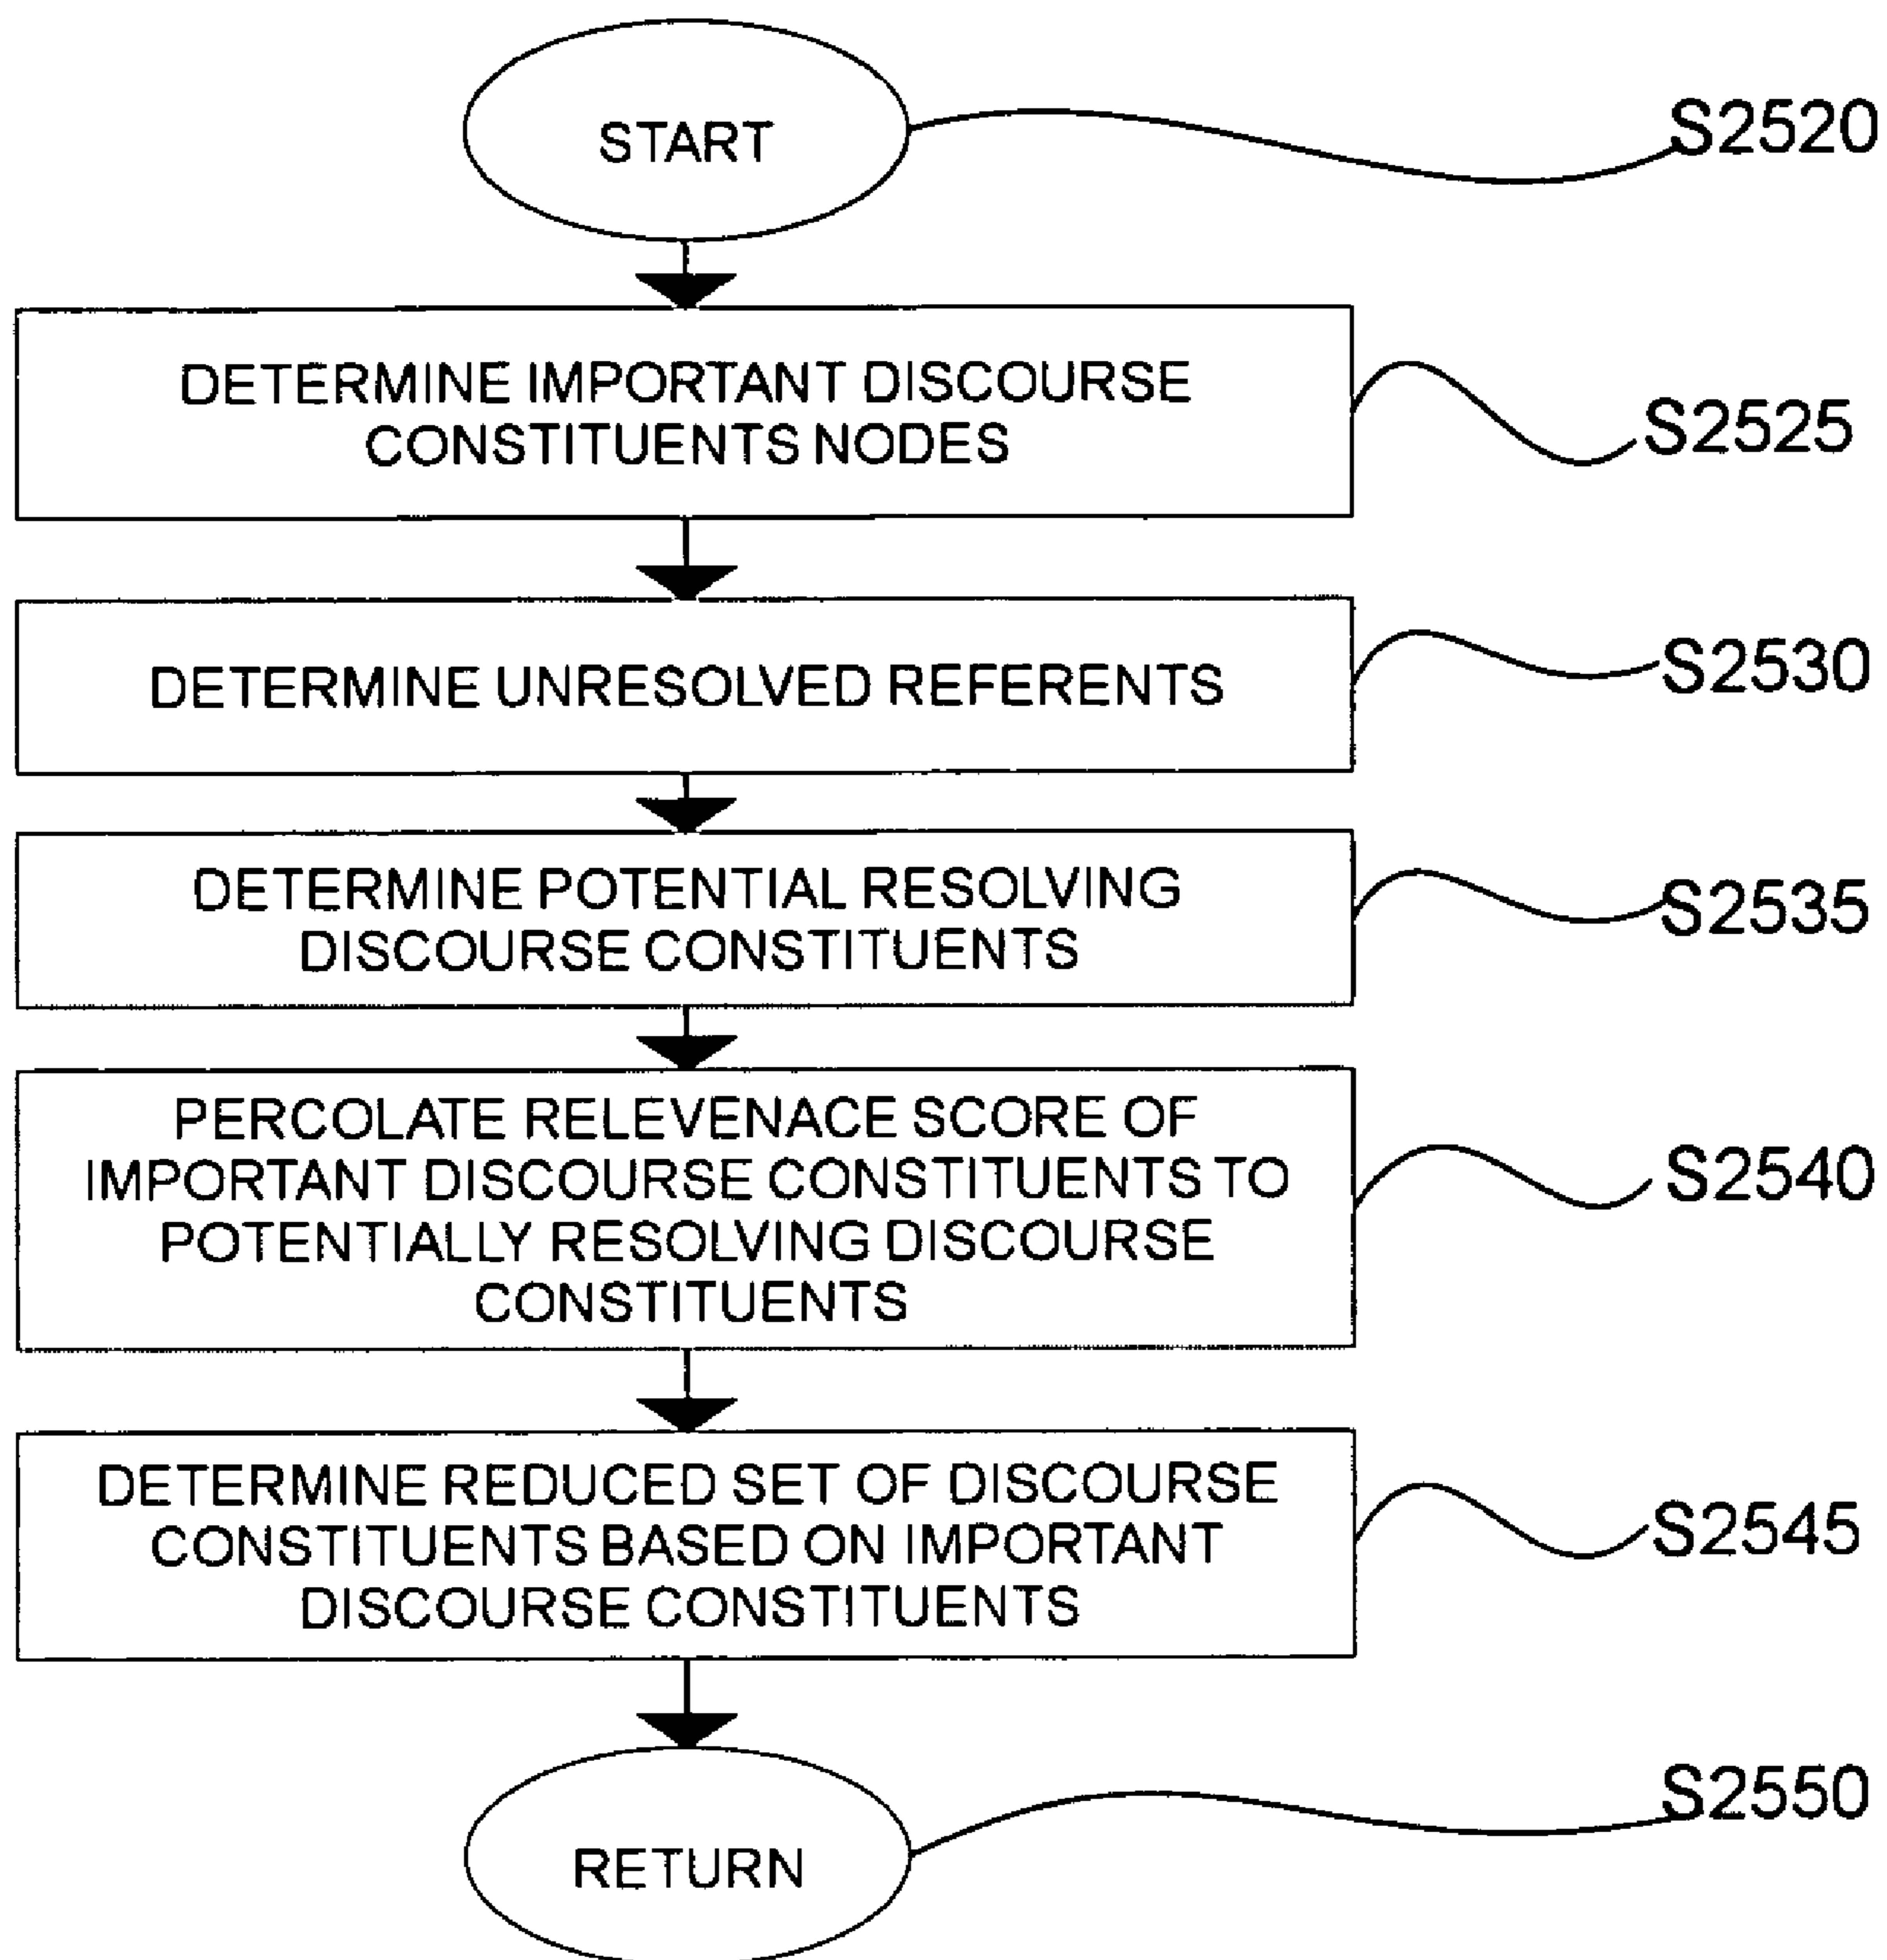 START
S2520
DETERMINE IMPORTANT DISCOURSE
CONSTITUENTS NODES
S2525
DETERMINE UNRESOLVED REFERENTS
S2530
DETERMINE POTENTIAL RESOLVING
DISCOURSE CONSTITUENTS
S2535
PERCOLATE RELEVENACE SCORE OF
IMPORTANT DISCOURSE CONSTITUENTS TO
POTENTIALLY RESOLVING DISCOURSE
CONSTITUENTS
S2540
DETERMINE REDUCED SET OF DISCOURSE
CONSTITUENTS BASED ON IMPORTANT
DISCOURSE CONSTITUENTS
S2545
RETURN
S2550